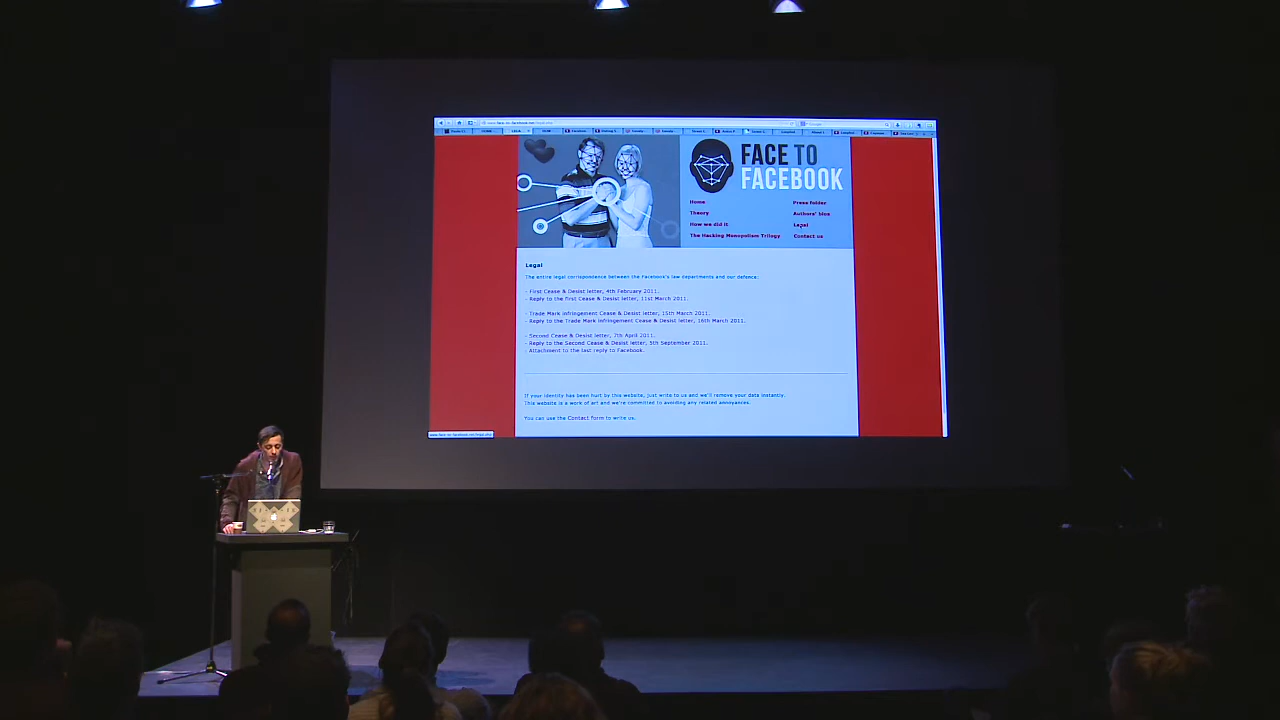 FACE TO
FACEBOOK
Home
Press folder
Theory
Authors' bios
How we did it
Legal
The Hacking Monopolism Trilogy
Contact us
Legal
The entire legal corrispondence between the Facebook's law departments and our defence:
- First Cease & Desist letter, 4th February 2011.
- Reply to the first Cease & Desist letter, 11st March 2011.
- Trade Mark infringement Cease & Desist letter, 15th March 2011.
- Reply to the Trade Mark infringement Cease & Desist letter, 16th March 2011.
- Second Cease & Desist letter, 7th April 2011.
- Reply to the Second Cease & Desist letter, 5th September 2011.
- Attachment to the last reply to Facebook.
If your identity has been hurt by this website, just write to us and we'll remove your data instantly.
This website is a work of art and we're committed to avoiding any related annoyances.
You can use the Contact form to write us.